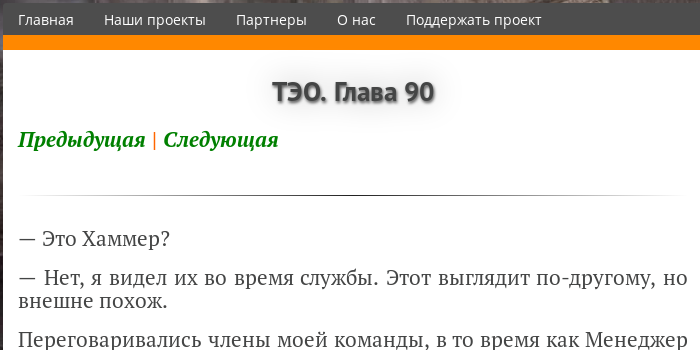 Главная Наши проекты Партнеры О нас Поддержать проект
ТЭО. Глава 90
Предыдущая | Следующая
— Это Хаммер?
— Нет, я видел их во время службы. Этот выглядит по-другому, но
внешне похож.
Переговаривались члены моей команды, в то время как Менеджер